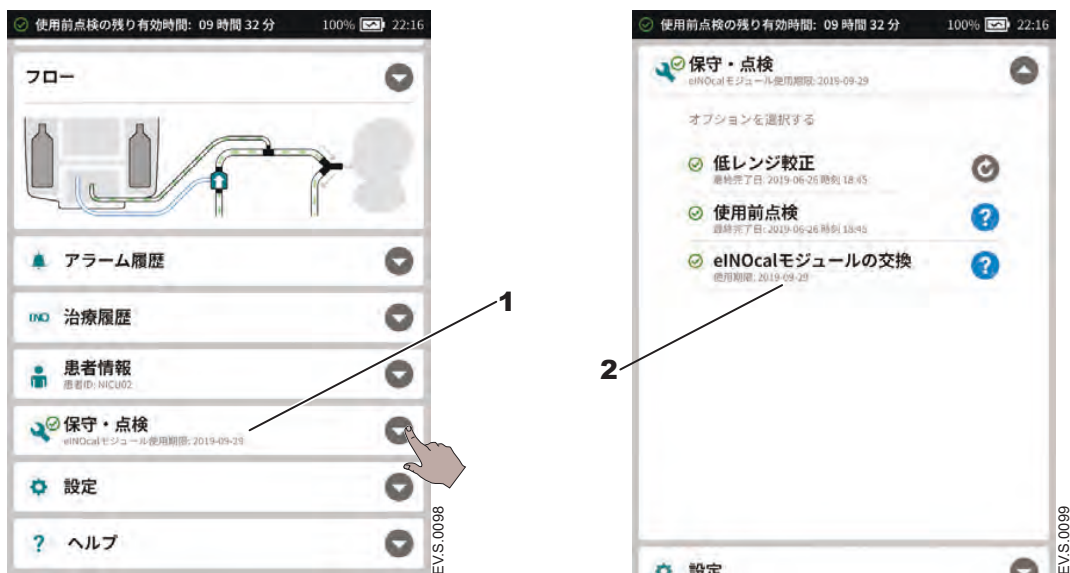 使用前点検の残り有効時間: 09 時間 32 分 100% 22:16
フロー
アラーム履歴
INO 治療履歴
患者情報
患者ID: NICU02
保守・点検
eINOcalモジュール使用期限: 2019-09-29
設定
? ヘルプ
1
EV.S.0098
使用前点検の残り有効時間: 09 時間 32 分 100% 22:16
保守・点検
eINOcalモジュール使用期限: 2019-09-29
オプションを選択する
低レンジ較正
最終完了日: 2019-06-26 時刻 18:45
使用前点検 ?
最終完了日: 2019-06-26 時刻 18:45
eINOcalモジュールの交換 ?
使用期限: 2019-09-29
2
設定
EV.S.0099